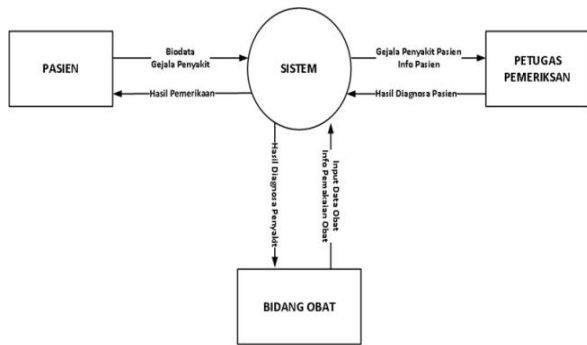 PASIEN
Biodata
Gejala Penyakit
Hasil Pemerikaan
SISTEM
Gejala Penyakit Pasien
Info Pasien
Hasil Diagnosa Pasien
PETUGAS
PEMERIKSAN
Hasil Diagnosa
Penyakit
Input Data Obat
Info Pemakaian Obat
BIDANG OBAT